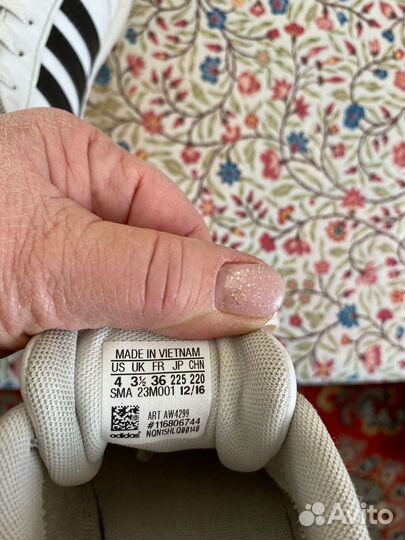 MADE IN VIETNAM
US UK FR JP CHN
4 3½ 36 225 220
SMA 23M001 12/16
ART AW4299
#116806744
NQN15HLQ00140
adidas
Avito